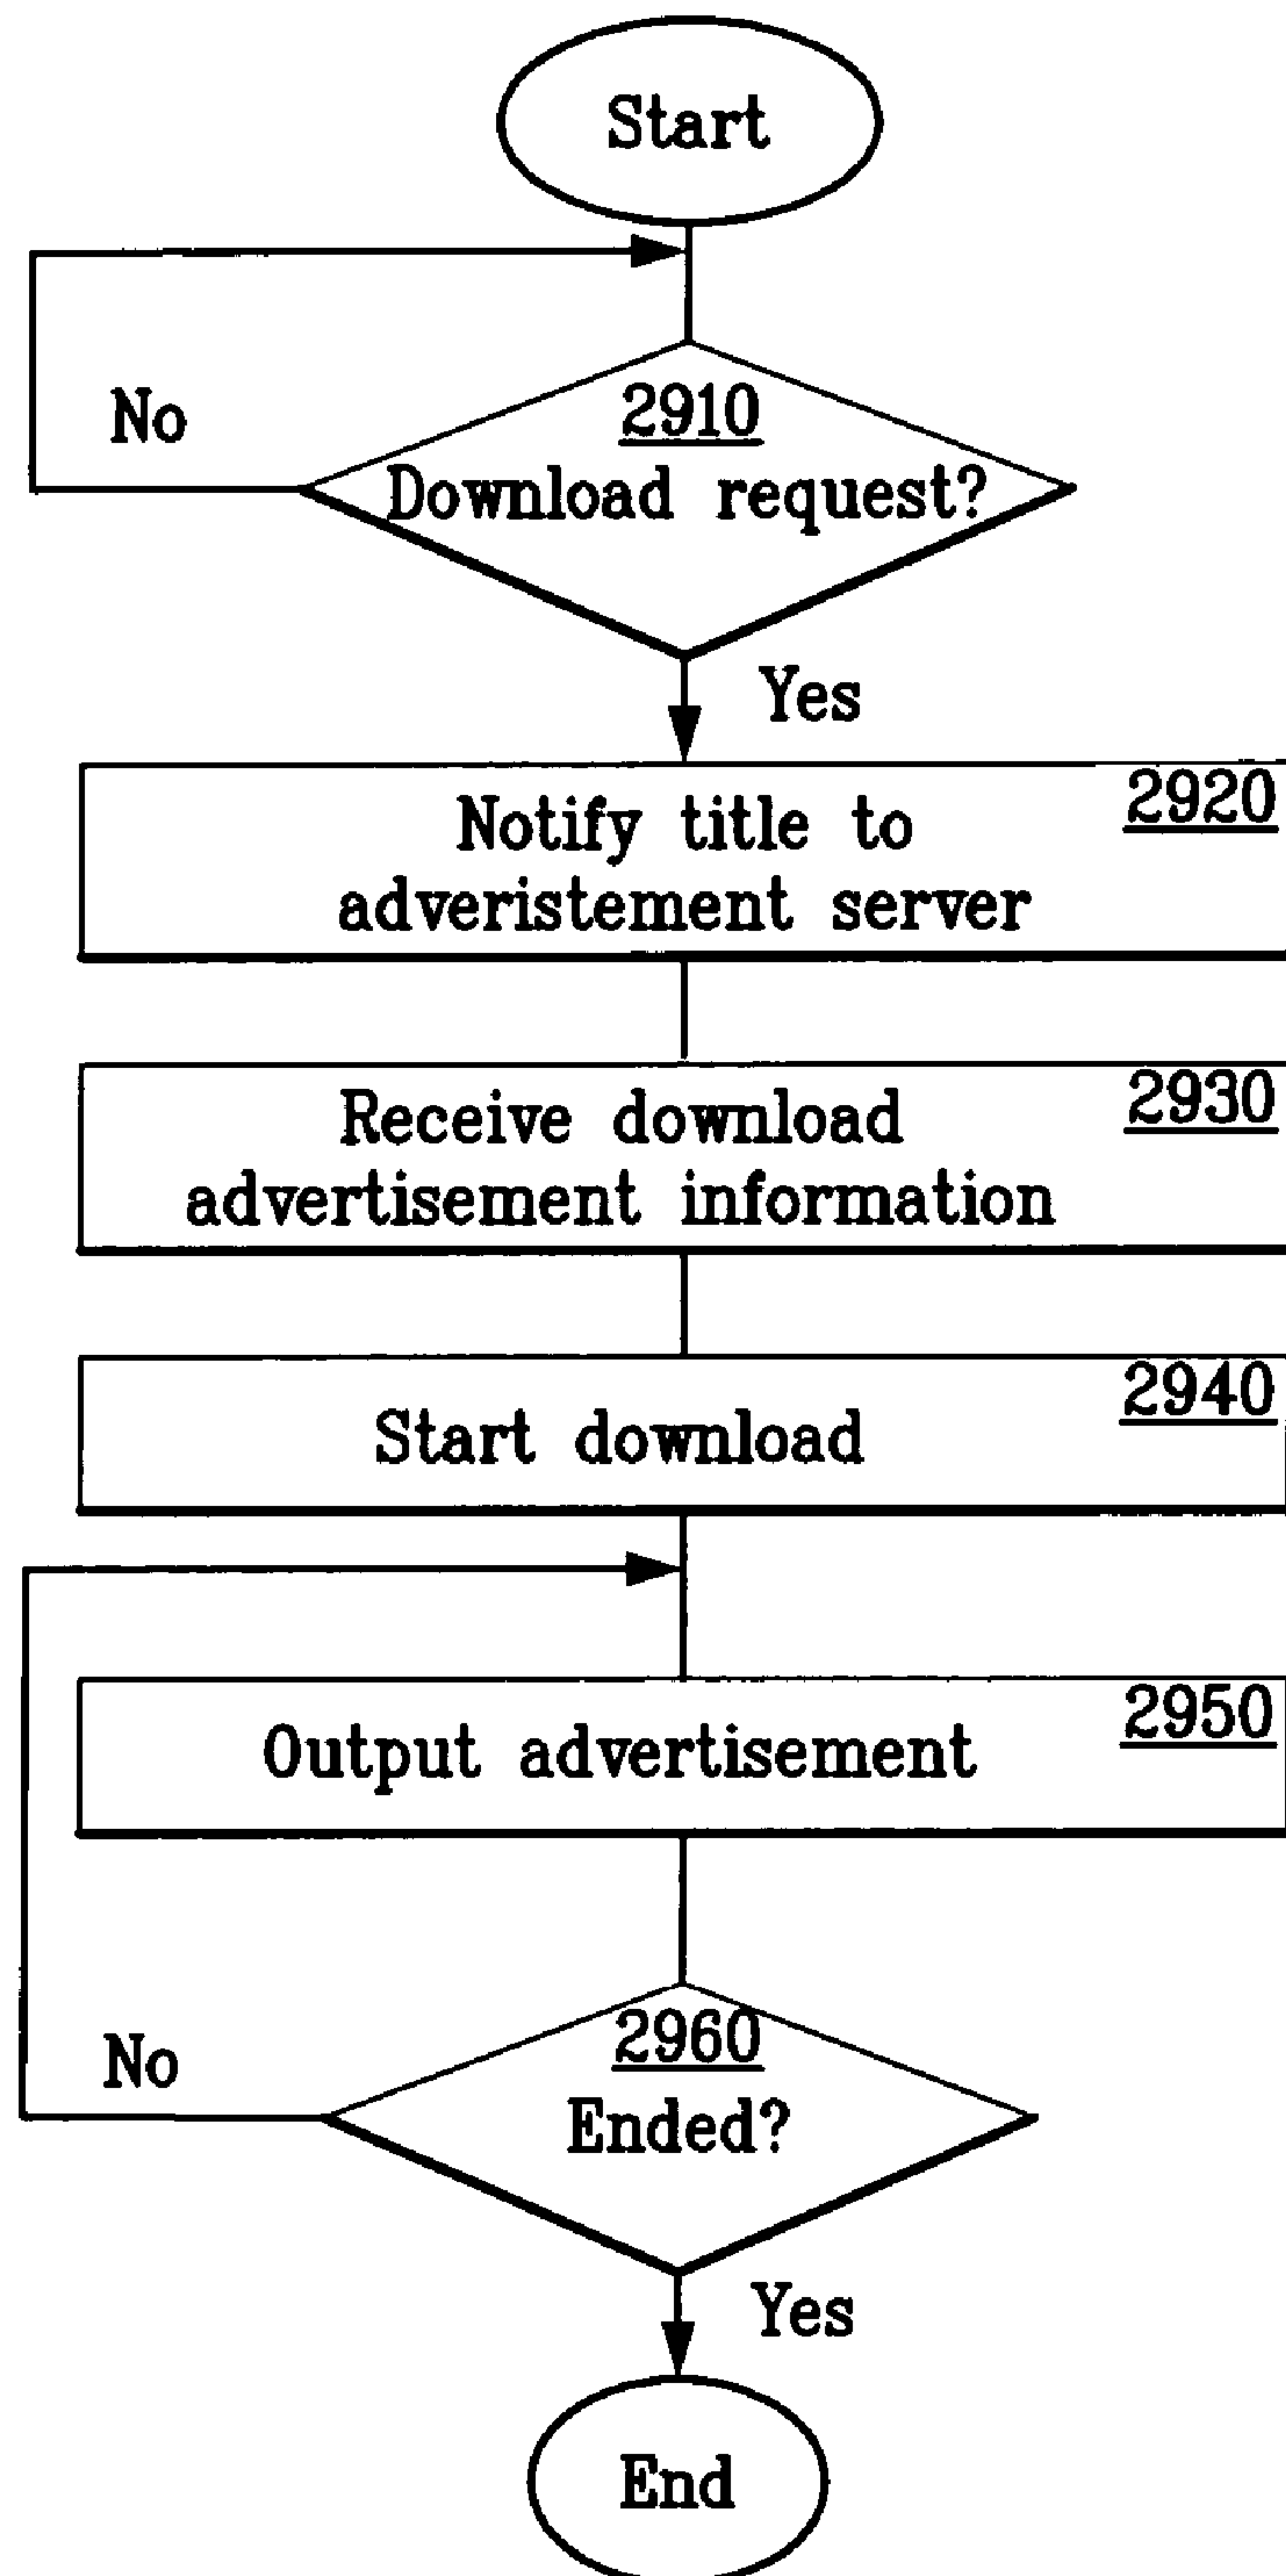 Start
No
2910
Download request?
Yes
2920
Notify title to
adveristement server
2930
Receive download
advertisement information
2940
Start download
2950
Output advertisement
No
2960
Ended?
Yes
End